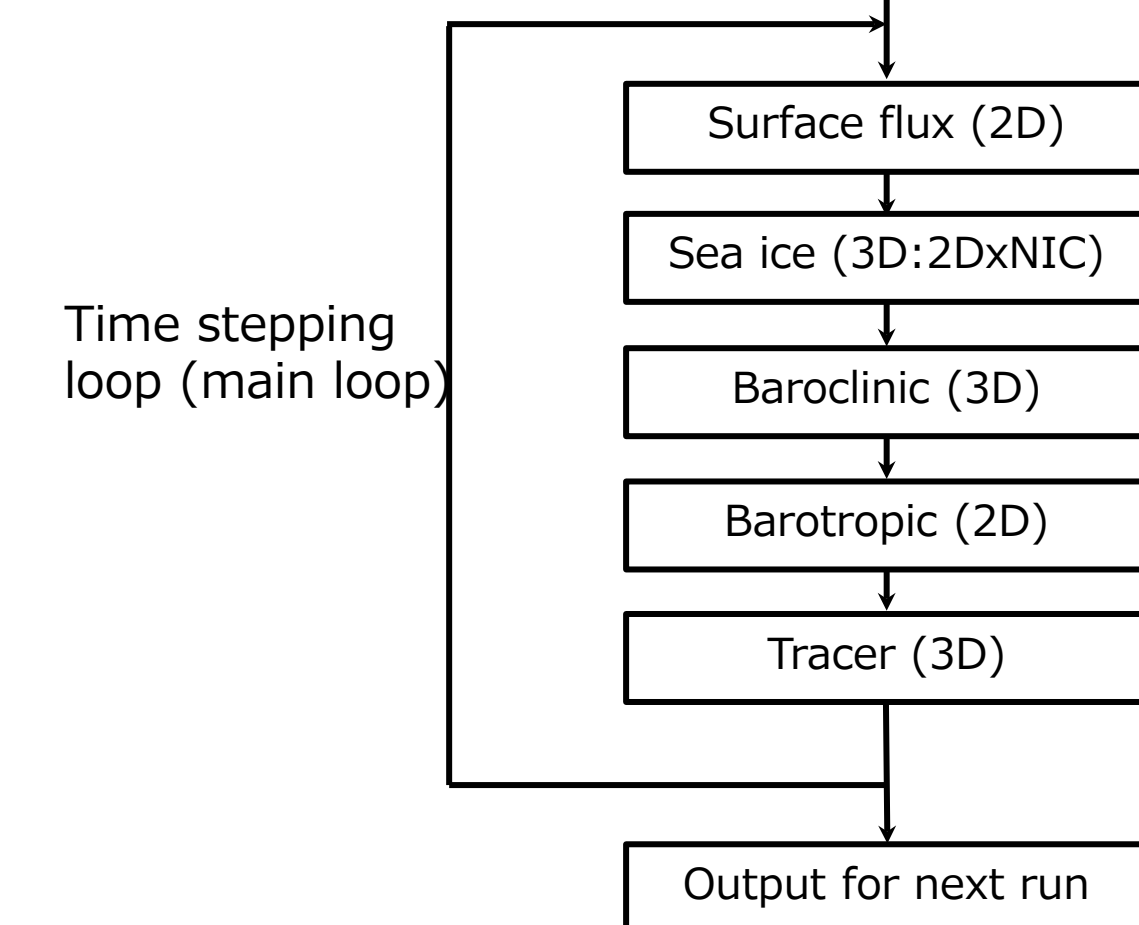 Surface flux (2D)
Sea ice (3D:2DxNIC)
Time stepping
loop (main loop)
Baroclinic (3D)
Barotropic (2D)
Tracer (3D)
Output for next run